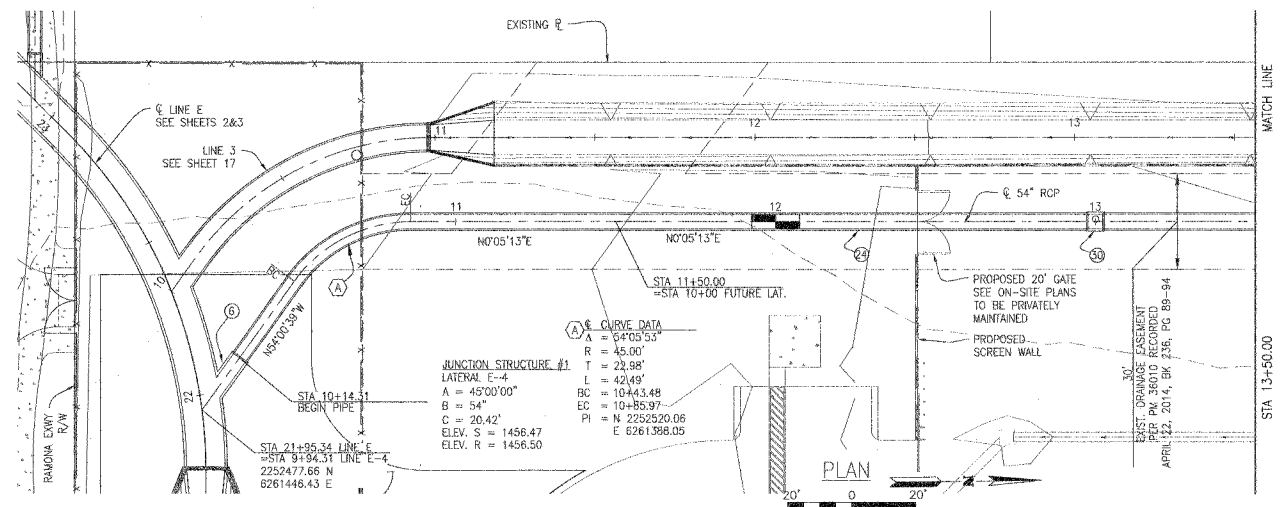 EXISTING ℞
MATCH LINE
℄ LINE E
SEE SHEETS 2&3
LINE 3
SEE SHEET 17
23
11
12
13
℄ 54" RCP
EC
11
12
13
N0°05'13"E
N0°05'13"E
24
30
BC
A
10
6
N54°00'39"W
STA 11+50.00
=STA 10+00 FUTURE LAT.
PROPOSED 20' GATE
SEE ON-SITE PLANS
TO BE PRIVATELY
MAINTAINED
PROPOSED
SCREEN WALL
30'
EXIST. DRAINAGE EASEMENT
PER PM 36010 RECORDED
APRIL 22, 2014, BK 236, PG 89-94
STA 13+50.00
A
℄ CURVE DATA
Δ = 54°05'53"
R = 45.00'
T = 22.98'
L = 42.49'
BC = 10+43.48
EC = 10+85.97
PI = N 2252520.06
E 6261388.05
JUNCTION STRUCTURE #1
LATERAL E-4
A = 45°00'00"
B = 54"
C = 20.42'
ELEV. S = 1456.47
ELEV. R = 1456.50
STA 10+14.31
BEGIN PIPE
22
RAMONA EXWY
R/W
STA 21+95.34 LINE E
=STA 9+94.31 LINE E-4
2252477.66 N
6261446.43 E
PLAN
20' 0 20'